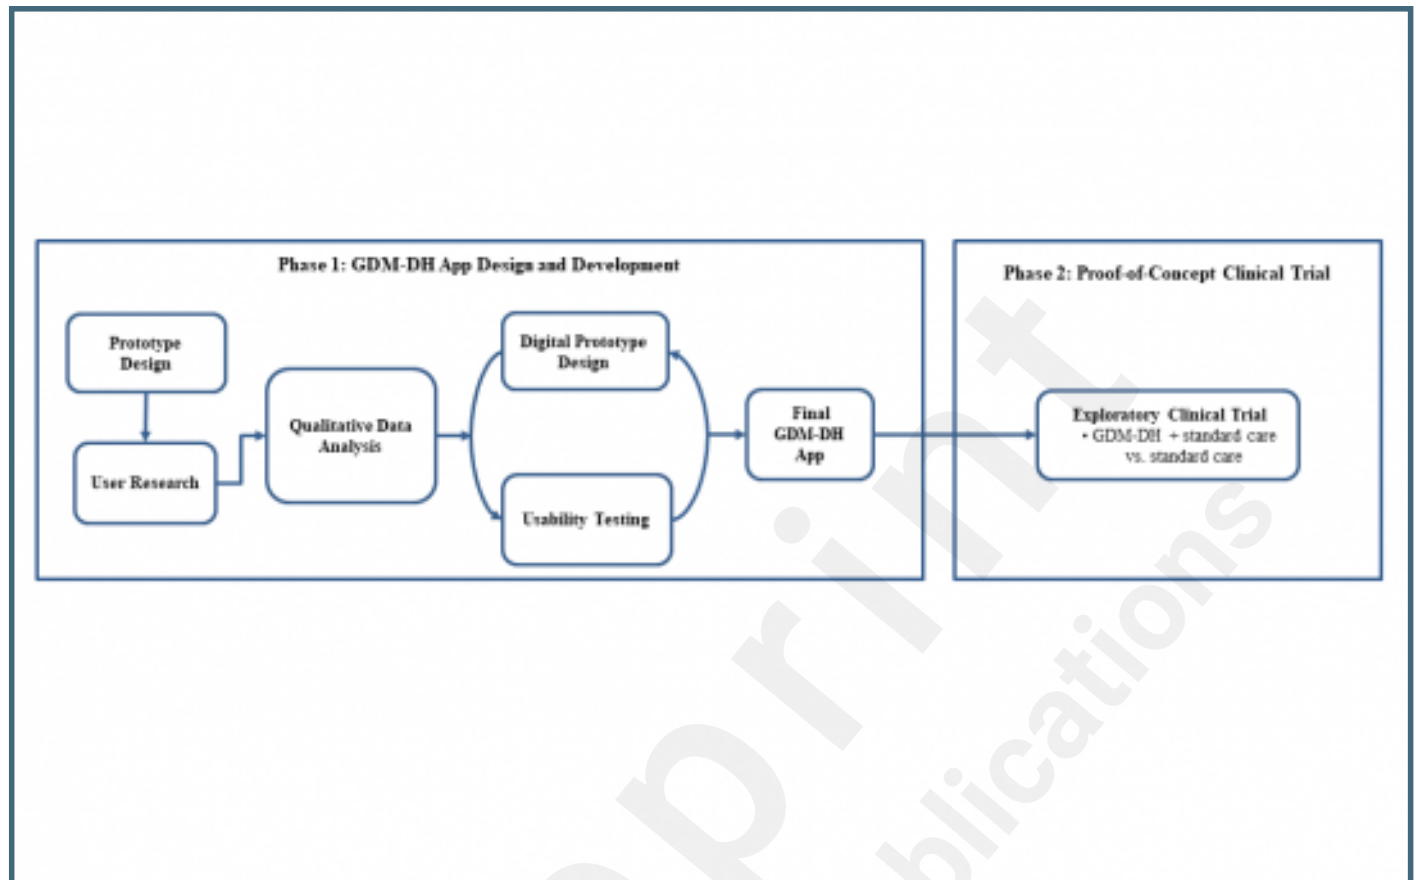 Phase 1: GDM-DH App Design and Development
Prototype
Design
User Research
Qualitative Data
Analysis
Digital Prototype
Design
Usability Testing
Final
GDM-DH
App
Phase 2: Proof-of-Concept Clinical Trial
Exploratory Clinical Trial
• GDM-DH + standard care
vs. standard care
print
blications